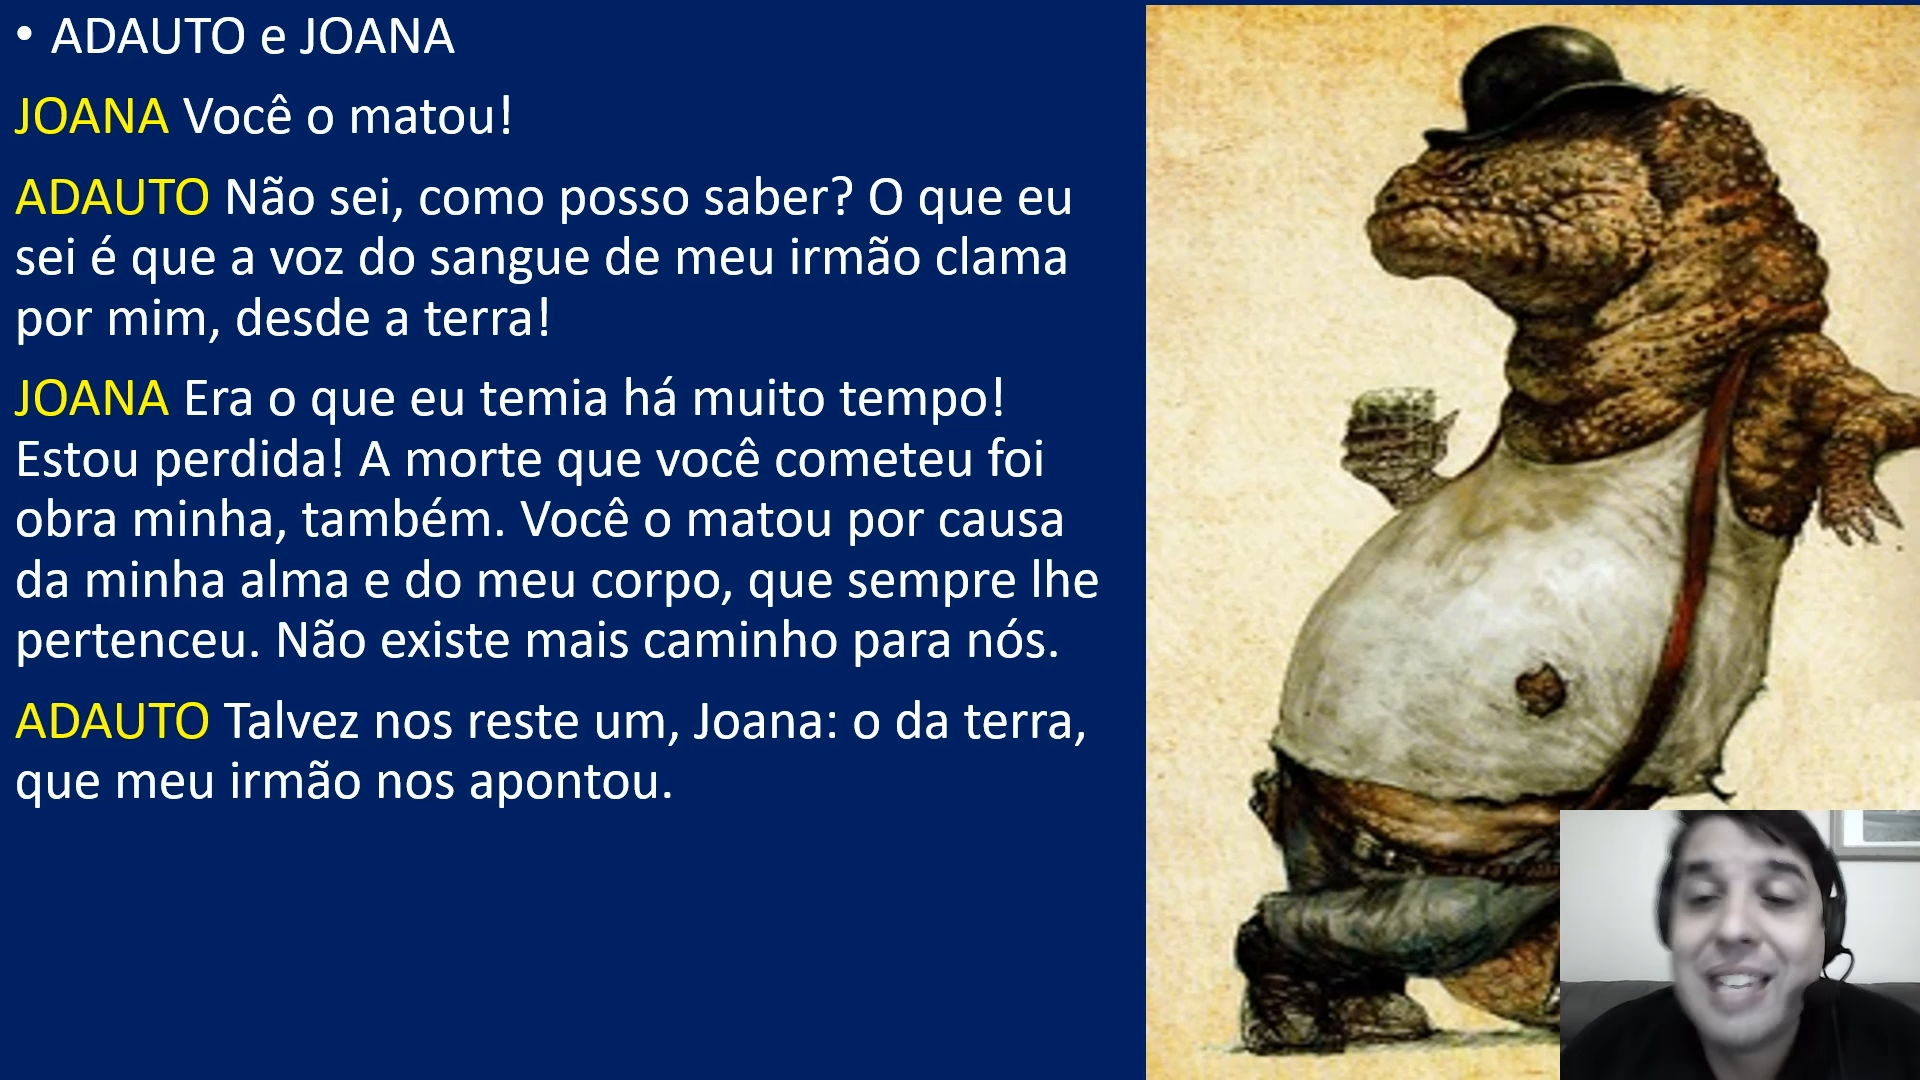 • ADAUTO e JOANA
JOANA Você o matou!
ADAUTO Não sei, como posso saber? O que eu
sei é que a voz do sangue de meu irmão clama
por mim, desde a terra!
JOANA Era o que eu temia há muito tempo!
Estou perdida! A morte que você cometeu foi
obra minha, também. Você o matou por causa
da minha alma e do meu corpo, que sempre lhe
pertenceu. Não existe mais caminho para nós.
ADAUTO Talvez nos reste um, Joana: o da terra,
que meu irmão nos apontou.